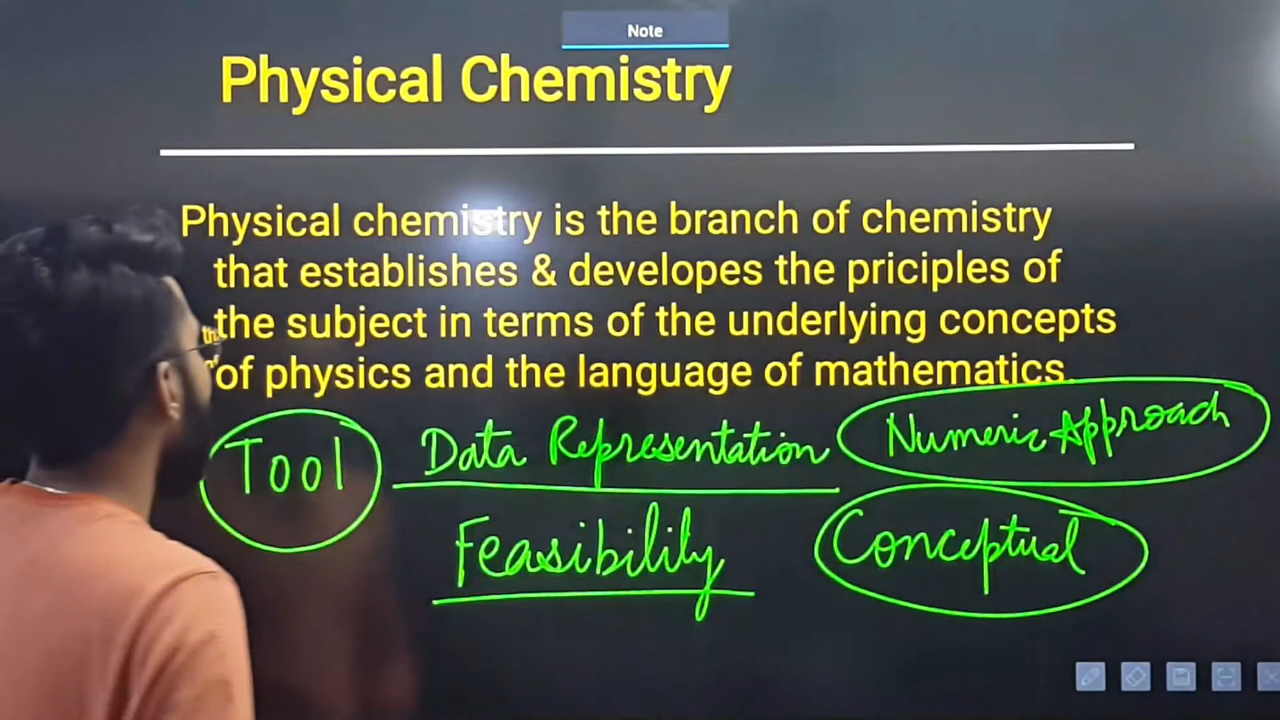 Note
Physical Chemistry
Physical chemistry is the branch of chemistry
that establishes & developes the priciples of
the subject in terms of the underlying concepts
of physics and the language of mathematics.
Tool Data Representation Numeric Approach
Feasibility Conceptual